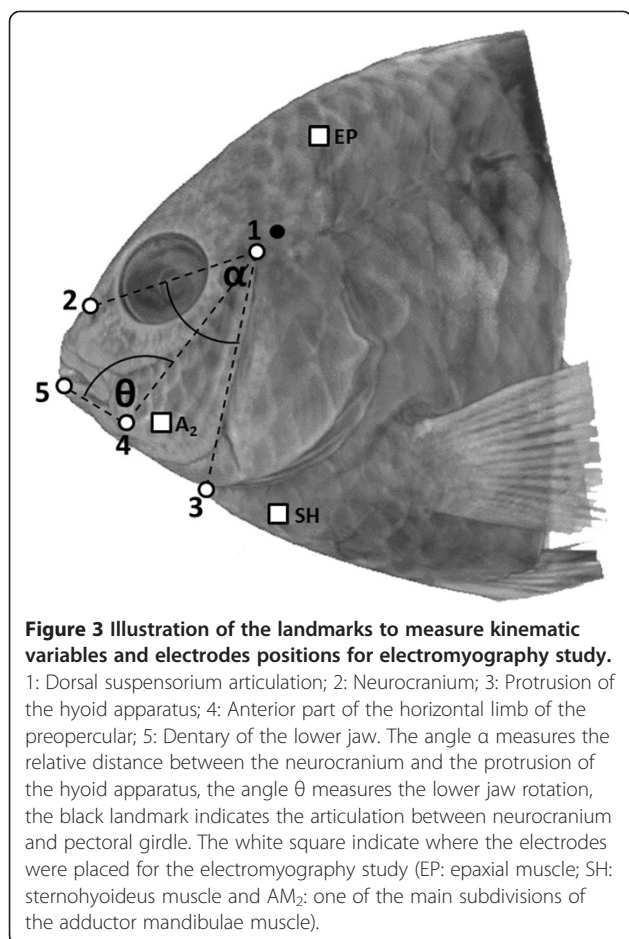 EP
1
α
2
5
θ
4
A₂
3
SH
Figure 3 Illustration of the landmarks to measure kinematic
variables and electrodes positions for electromyography study.
1: Dorsal suspensorium articulation; 2: Neurocranium; 3: Protrusion of
the hyoid apparatus; 4: Anterior part of the horizontal limb of the
preopercular; 5: Dentary of the lower jaw. The angle α measures the
relative distance between the neurocranium and the protrusion of
the hyoid apparatus, the angle θ measures the lower jaw rotation,
the black landmark indicates the articulation between neurocranium
and pectoral girdle. The white square indicate where the electrodes
were placed for the electromyography study (EP: epaxial muscle; SH:
sternohyoideus muscle and AM₂: one of the main subdivisions of
the adductor mandibulae muscle).